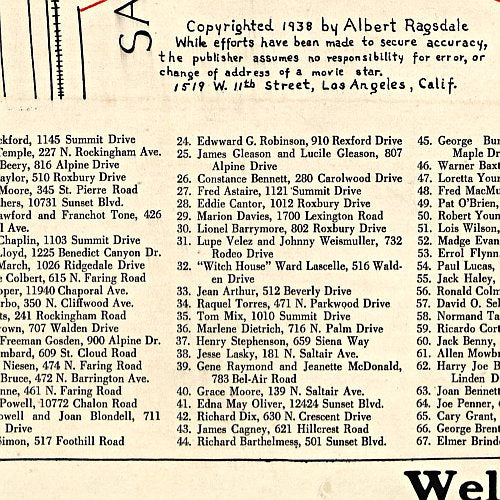 SA
Copyrighted 1938 by Albert Ragsdale
While efforts have been made to secure accuracy,
the publisher assumes no responsibility for error, or
change of address of a movie star.
1519 W. 11th Street, Los Angeles, Calif.
ckford, 1145 Summit Drive
Temple, 227 N. Rockingham Ave.
Beery, 816 Alpine Drive
aylor, 510 Roxbury Drive
Moore, 345 St. Pierre Road
thers, 10731 Sunset Blvd.
awford and Franchot Tone, 426
l Ave.
Chaplin, 1103 Summit Drive
Lloyd, 1225 Benedict Canyon Dr.
March, 1026 Ridgedale Drive
e Colbert, 615 N. Faring Road
oper, 11940 Chaporal Ave.
rbo, 350 N. Cliffwood Ave.
ts, 241 Rockingham Road
rown, 707 Walden Drive
Freeman Gosden, 900 Alpine Dr.
mbard, 609 St. Cloud Road
Niesen, 474 N. Faring Road
Bruce, 472 N. Barrington Ave.
nne, 461 N. Faring Road
Powell, 10772 Chalon Road
owell and Joan Blondell, 711
Drive
Simon, 517 Foothill Road
24. Edwward G. Robinson, 910 Rexford Drive
25. James Gleason and Lucile Gleason, 807
Alpine Drive
26. Constance Bennett, 280 Carolwood Drive
27. Fred Astaire, 1121 Summit Drive
28. Eddie Cantor, 1012 Roxbury Drive
29. Marion Davies, 1700 Lexington Road
30. Lionel Barrymore, 802 Roxbury Drive
31. Lupe Velez and Johnny Weismuller, 732
Rodeo Drive
32. "Witch House" Ward Lascelle, 516 Wald-
en Drive
33. Jean Arthur, 512 Beverly Drive
34. Raquel Torres, 471 N. Parkwood Drive
35. Tom Mix, 1010 Summit Drive
36. Marlene Dietrich, 716 N. Palm Drive
37. Henry Stephenson, 659 Siena Way
38. Jesse Lasky, 181 N. Saltair Ave.
39. Gene Raymond and Jeanette McDonald,
783 Bel-Air Road
40. Grace Moore, 139 N. Saltair Ave.
41. Edna May Oliver, 12424 Sunset Blvd.
42. Richard Dix, 630 N. Crescent Drive
43. James Cagney, 621 Hillcrest Road
44. Richard Barthelmess, 501 Sunset Blvd.
45. George Bur
Maple Dr
46. Warner Baxt
47. Loretta Youn
48. Fred MacMu
49. Pat O'Brien,
50. Robert Youn
51. Lois Wilson,
52. Madge Evan
53. Errol Flynn,
54. Paul Lucas,
55. Jack Haley,
56. Ronald Colm
57. David O. Sel
58. Norman Ta
59. Ricardo Cort
60. Jack Benny,
61. Allen Mowb
62. Harry Joe B
Linden D
63. Joan Bennett
64. Joe Penner, 6
65. Cary Grant,
66. George Brent
67. Elmer Brinde
Wel